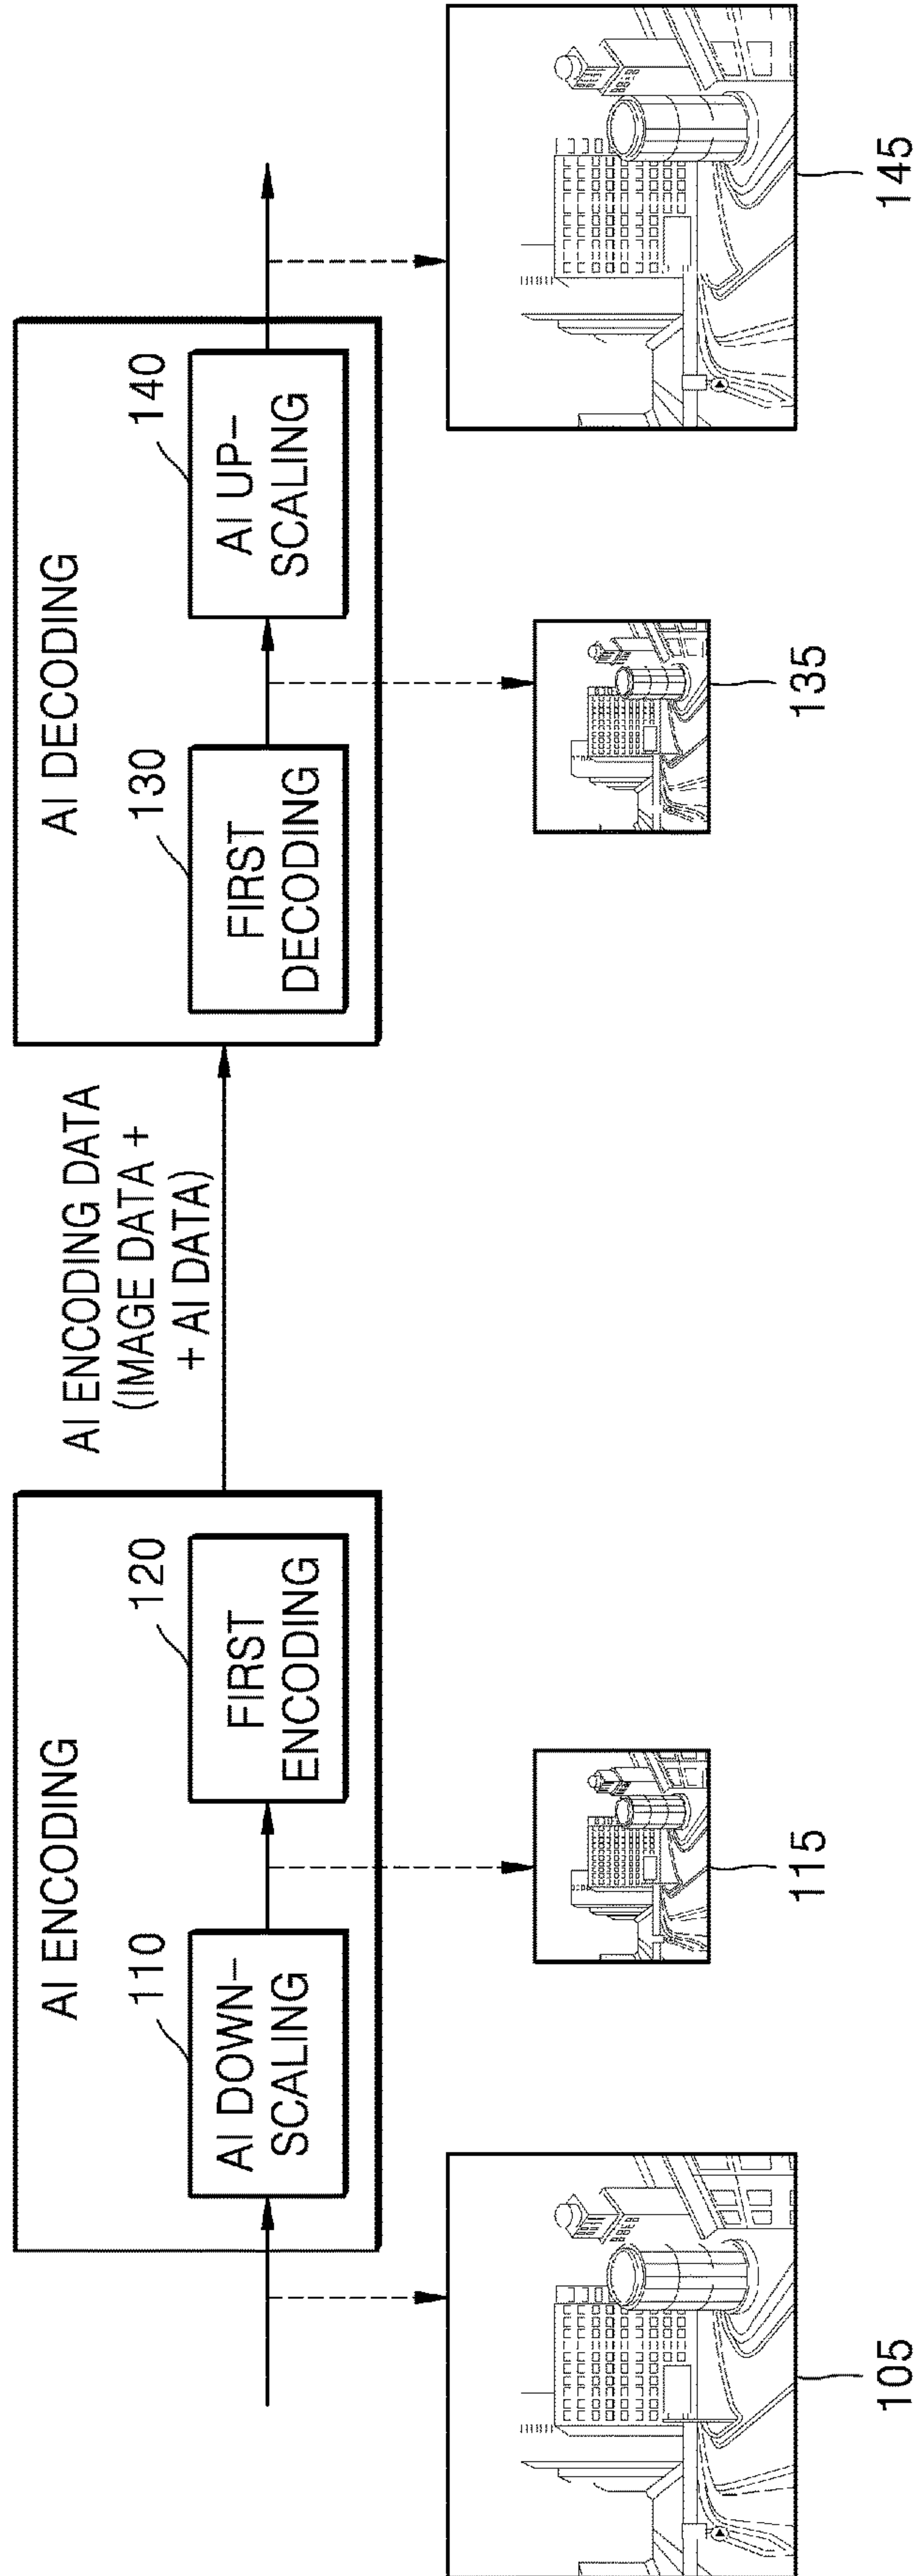 AI ENCODING
110
AI DOWN-
SCALING
120
FIRST
ENCODING
AI ENCODING DATA
(IMAGE DATA +
+ AI DATA)
AI DECODING
130
FIRST
DECODING
140
AI UP-
SCALING
105
115
135
145